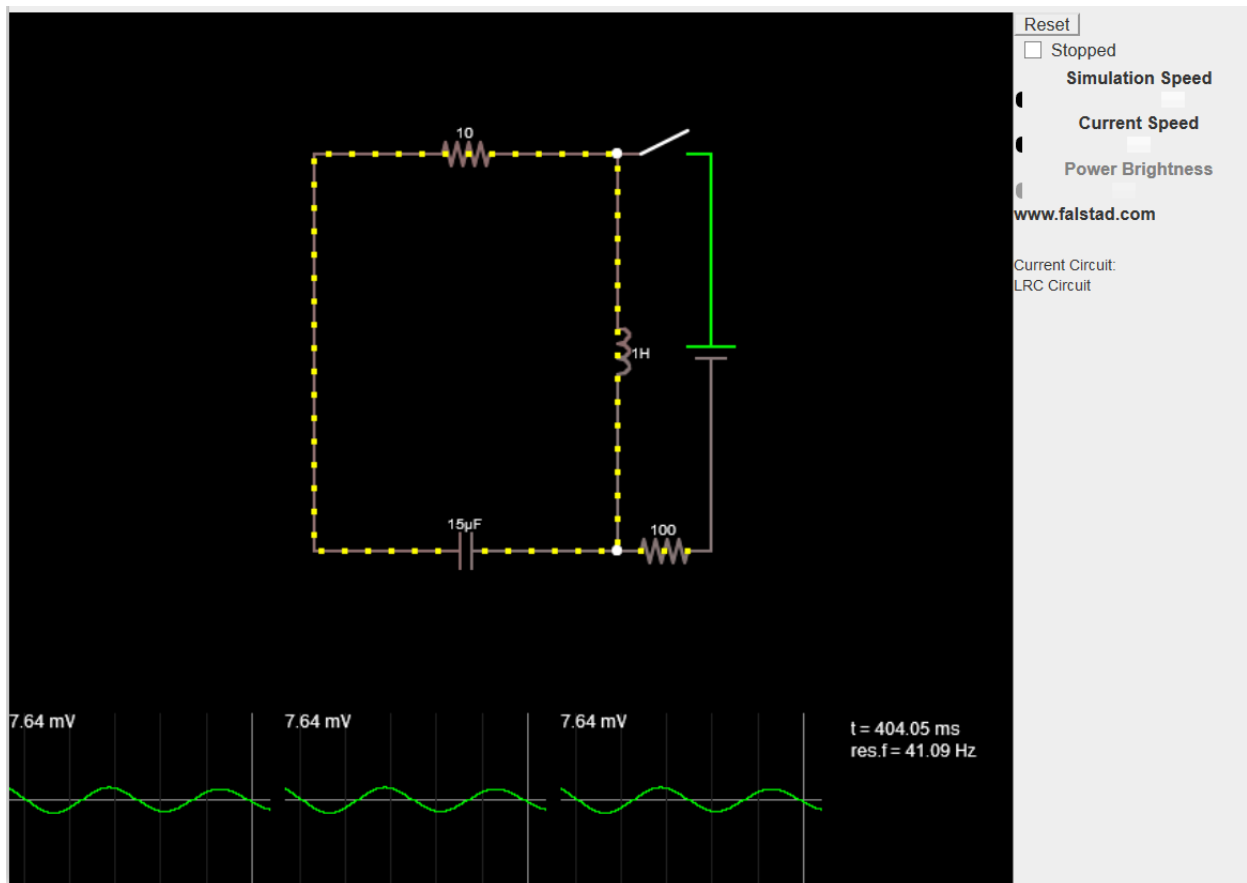 Reset
Stopped
Simulation Speed
Current Speed
Power Brightness
www.falstad.com
Current Circuit:
LRC Circuit
10
1H
15µF
100
7.64 mV
7.64 mV
7.64 mV
t = 404.05 ms
res.f = 41.09 Hz